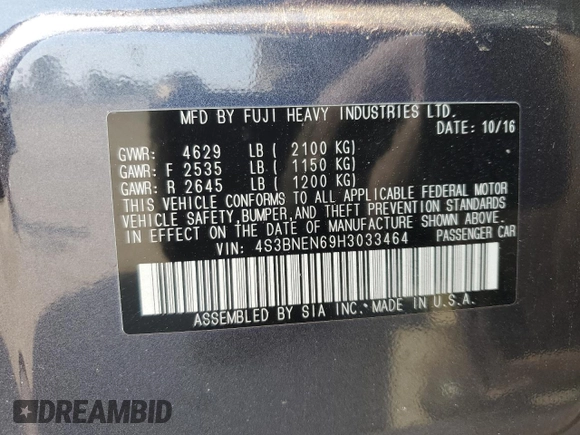 MFD BY FUJI HEAVY INDUSTRIES LTD.
DATE: 10/16
GVWR: 4629 LB ( 2100 KG)
GAWR: F 2535 LB ( 1150 KG)
GAWR: R 2645 LB ( 1200 KG)
THIS VEHICLE CONFORMS TO ALL APPLICABLE FEDERAL MOTOR
VEHICLE SAFETY, BUMPER, AND THEFT PREVENTION STANDARDS
IN EFFECT ON THE DATE OF MANUFACTURE SHOWN ABOVE.
VIN: 4S3BNEN69H3033464 PASSENGER CAR
ASSEMBLED BY SIA INC.·MADE IN U.S.A.
DREAMBID